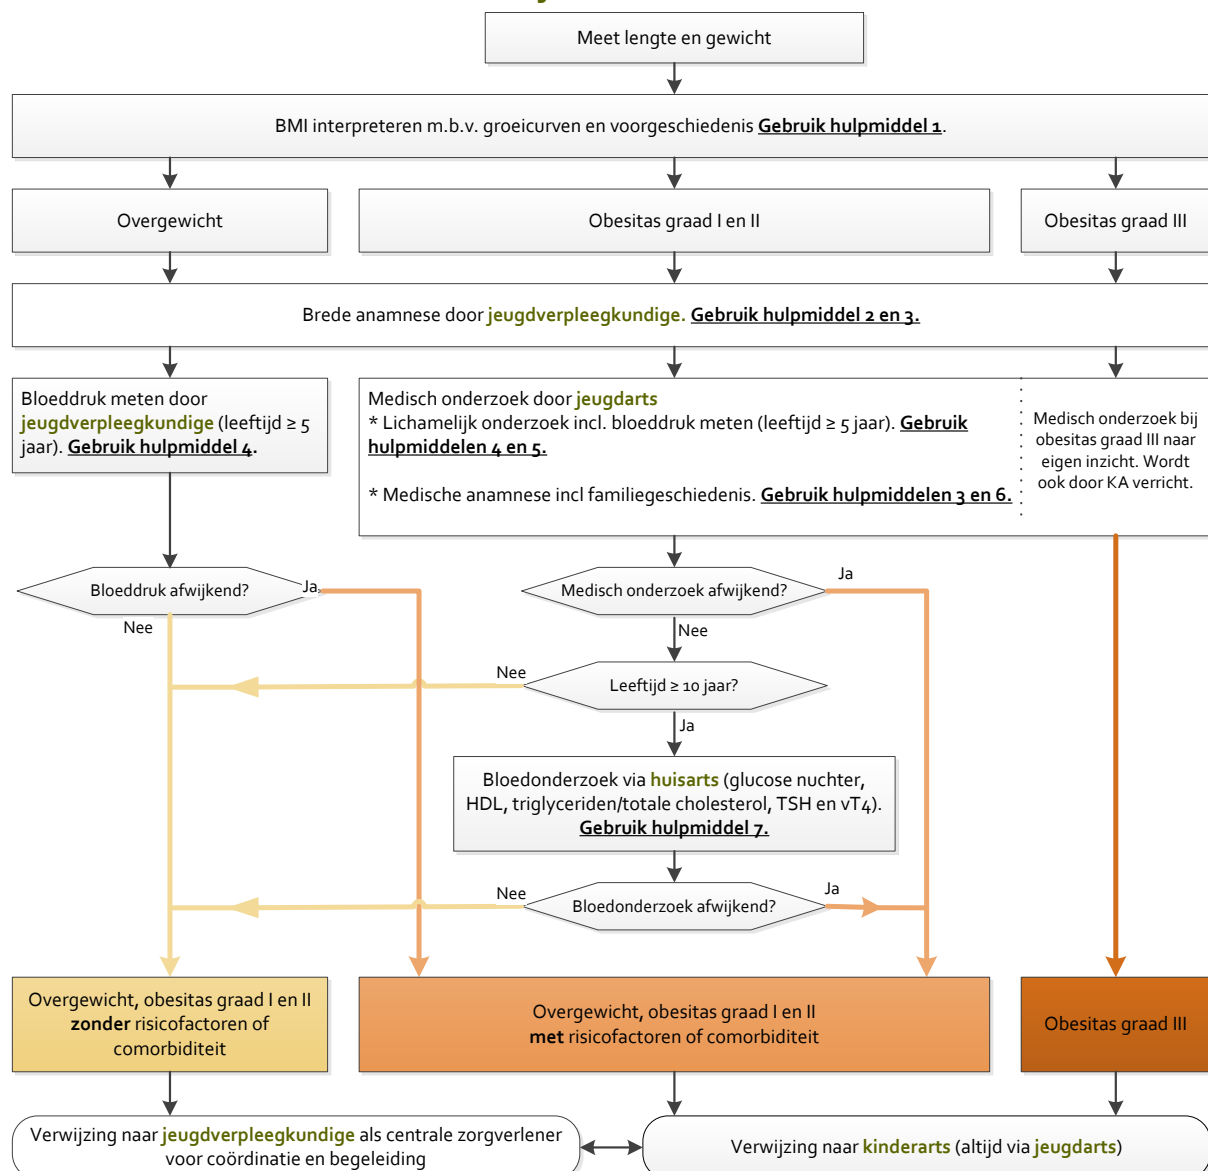 Meet lengte en gewicht
BMI interpreteren m.b.v. groeicurven en voorgeschiedenis Gebruik hulpmiddel 1.
Overgewicht
Obesitas graad I en II
Obesitas graad III
Brede anamnese door jeugdverpleegkundige. Gebruik hulpmiddel 2 en 3.
Bloeddruk meten door
jeugdverpleegkundige (leeftijd ≥ 5
jaar). Gebruik hulpmiddel 4.
Medisch onderzoek door jeugdarts
* Lichamelijk onderzoek incl. bloeddruk meten (leeftijd ≥ 5 jaar). Gebruik
hulpmiddelen 4 en 5.
* Medische anamnese incl familiegeschiedenis. Gebruik hulpmiddelen 3 en 6.
Medisch onderzoek bij
obesitas graad III naar
eigen inzicht. Wordt
ook door KA verricht.
Bloeddruk afwijkend?
Ja
Nee
Medisch onderzoek afwijkend?
Ja
Nee
Leeftijd ≥ 10 jaar?
Nee
Ja
Bloedonderzoek via huisarts (glucose nuchter,
HDL, triglyceriden/totale cholesterol, TSH en vT4).
Gebruik hulpmiddel 7.
Nee
Bloedonderzoek afwijkend?
Ja
Overgewicht, obesitas graad I en II
zonder risicofactoren of
comorbiditeit
Overgewicht, obesitas graad I en II
met risicofactoren of comorbiditeit
Obesitas graad III
Verwijzing naar jeugdverpleegkundige als centrale zorgverlener
voor coördinatie en begeleiding
Verwijzing naar kinderarts (altijd via jeugdarts)